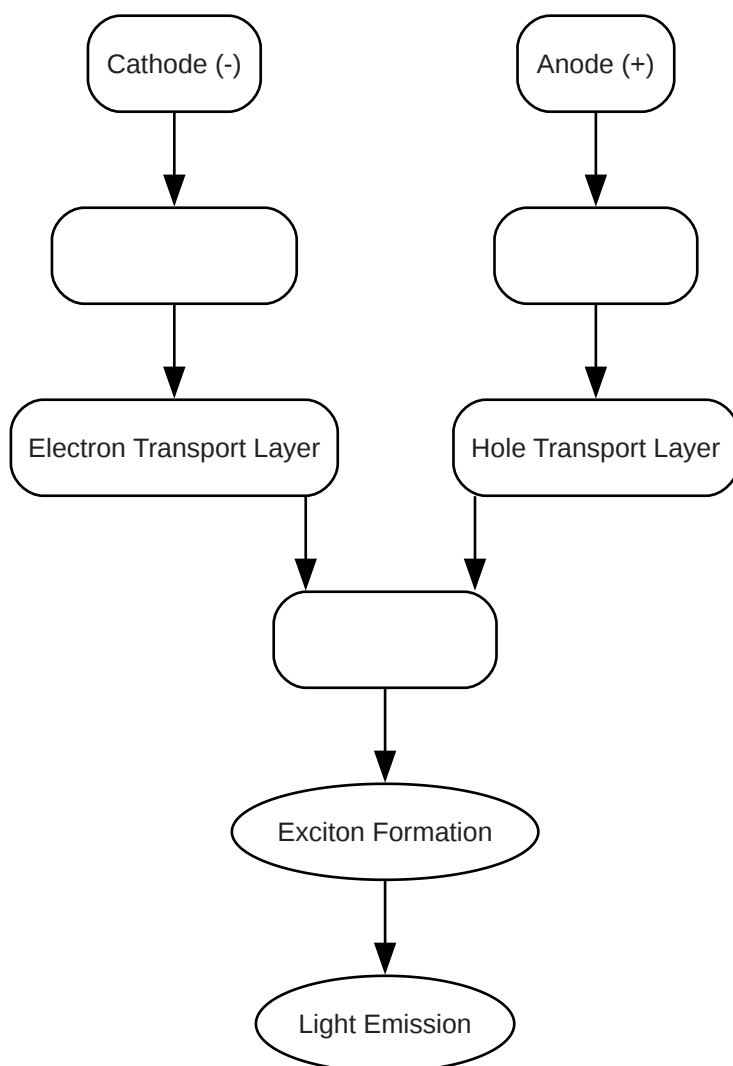 Cathode (-)
Anode (+)
Electron Transport Layer
Hole Transport Layer
Exciton Formation
Light Emission